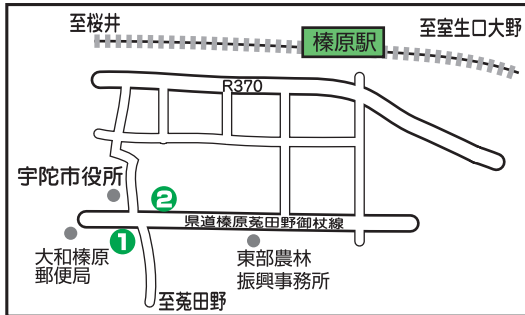 至桜井
榛原駅
至室生口大野
R370
宇陀市役所
2
県道榛原菟田野御杖線
1
大和榛原
郵便局
東部農林
振興事務所
至菟田野